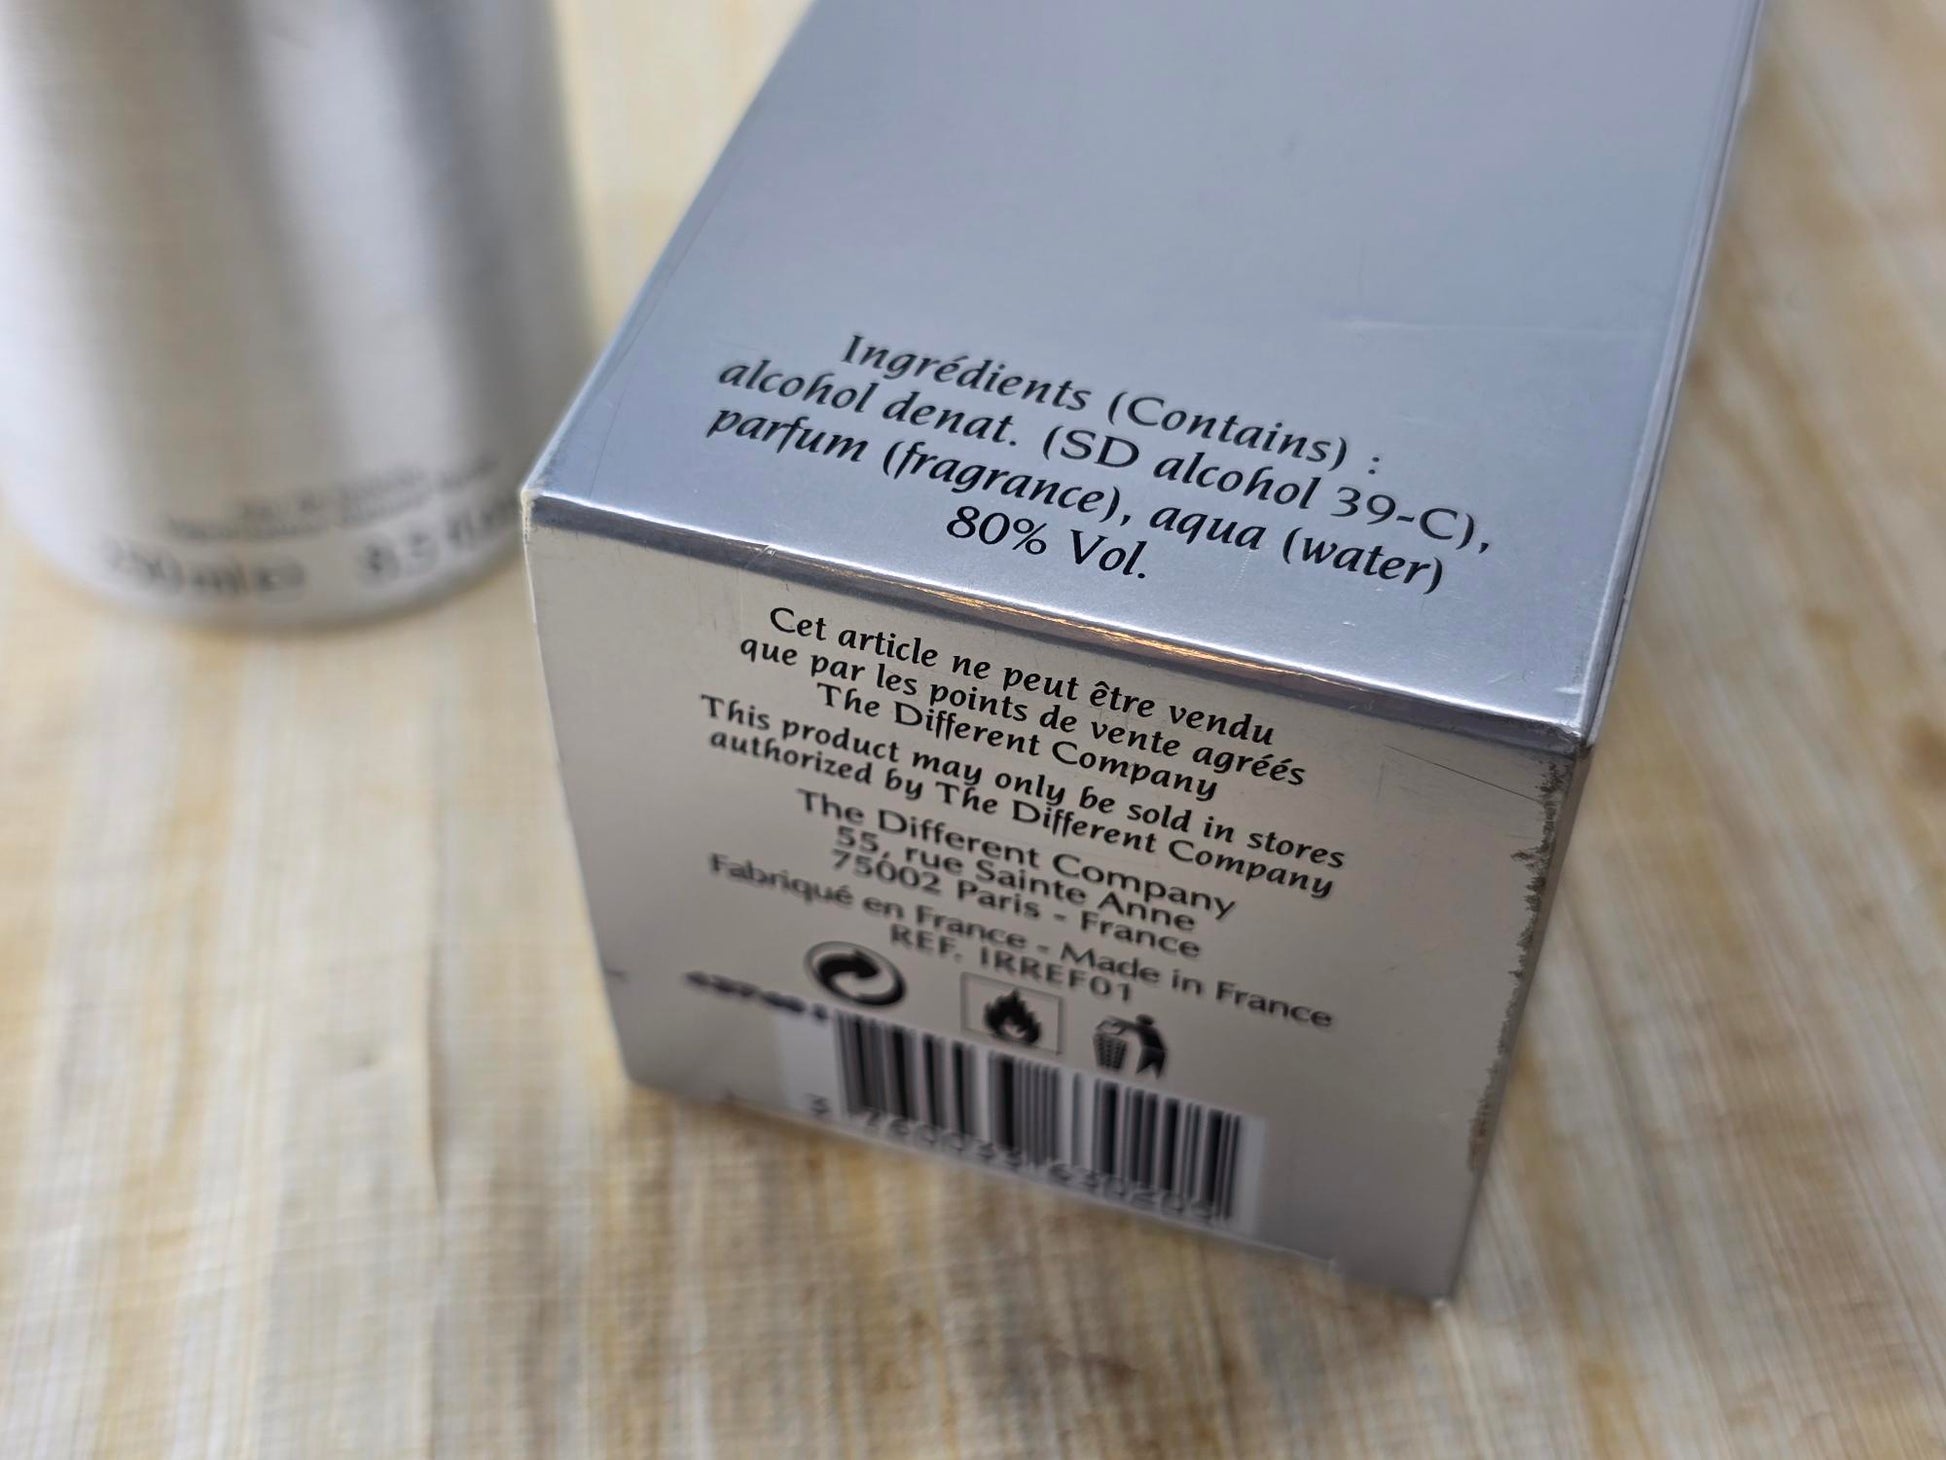 Ingrédients (Contains) :
alcohol denat. (SD alcohol 39-C),
parfum (fragrance), aqua (water)
80% Vol.
Cet article ne peut être vendu
que par les points de vente agréés
The Different Company
This product may only be sold in stores
authorized by The Different Company
The Different Company
55, rue Sainte Anne
75002 Paris - France
Fabriqué en France - Made in France
REF. IRREF01